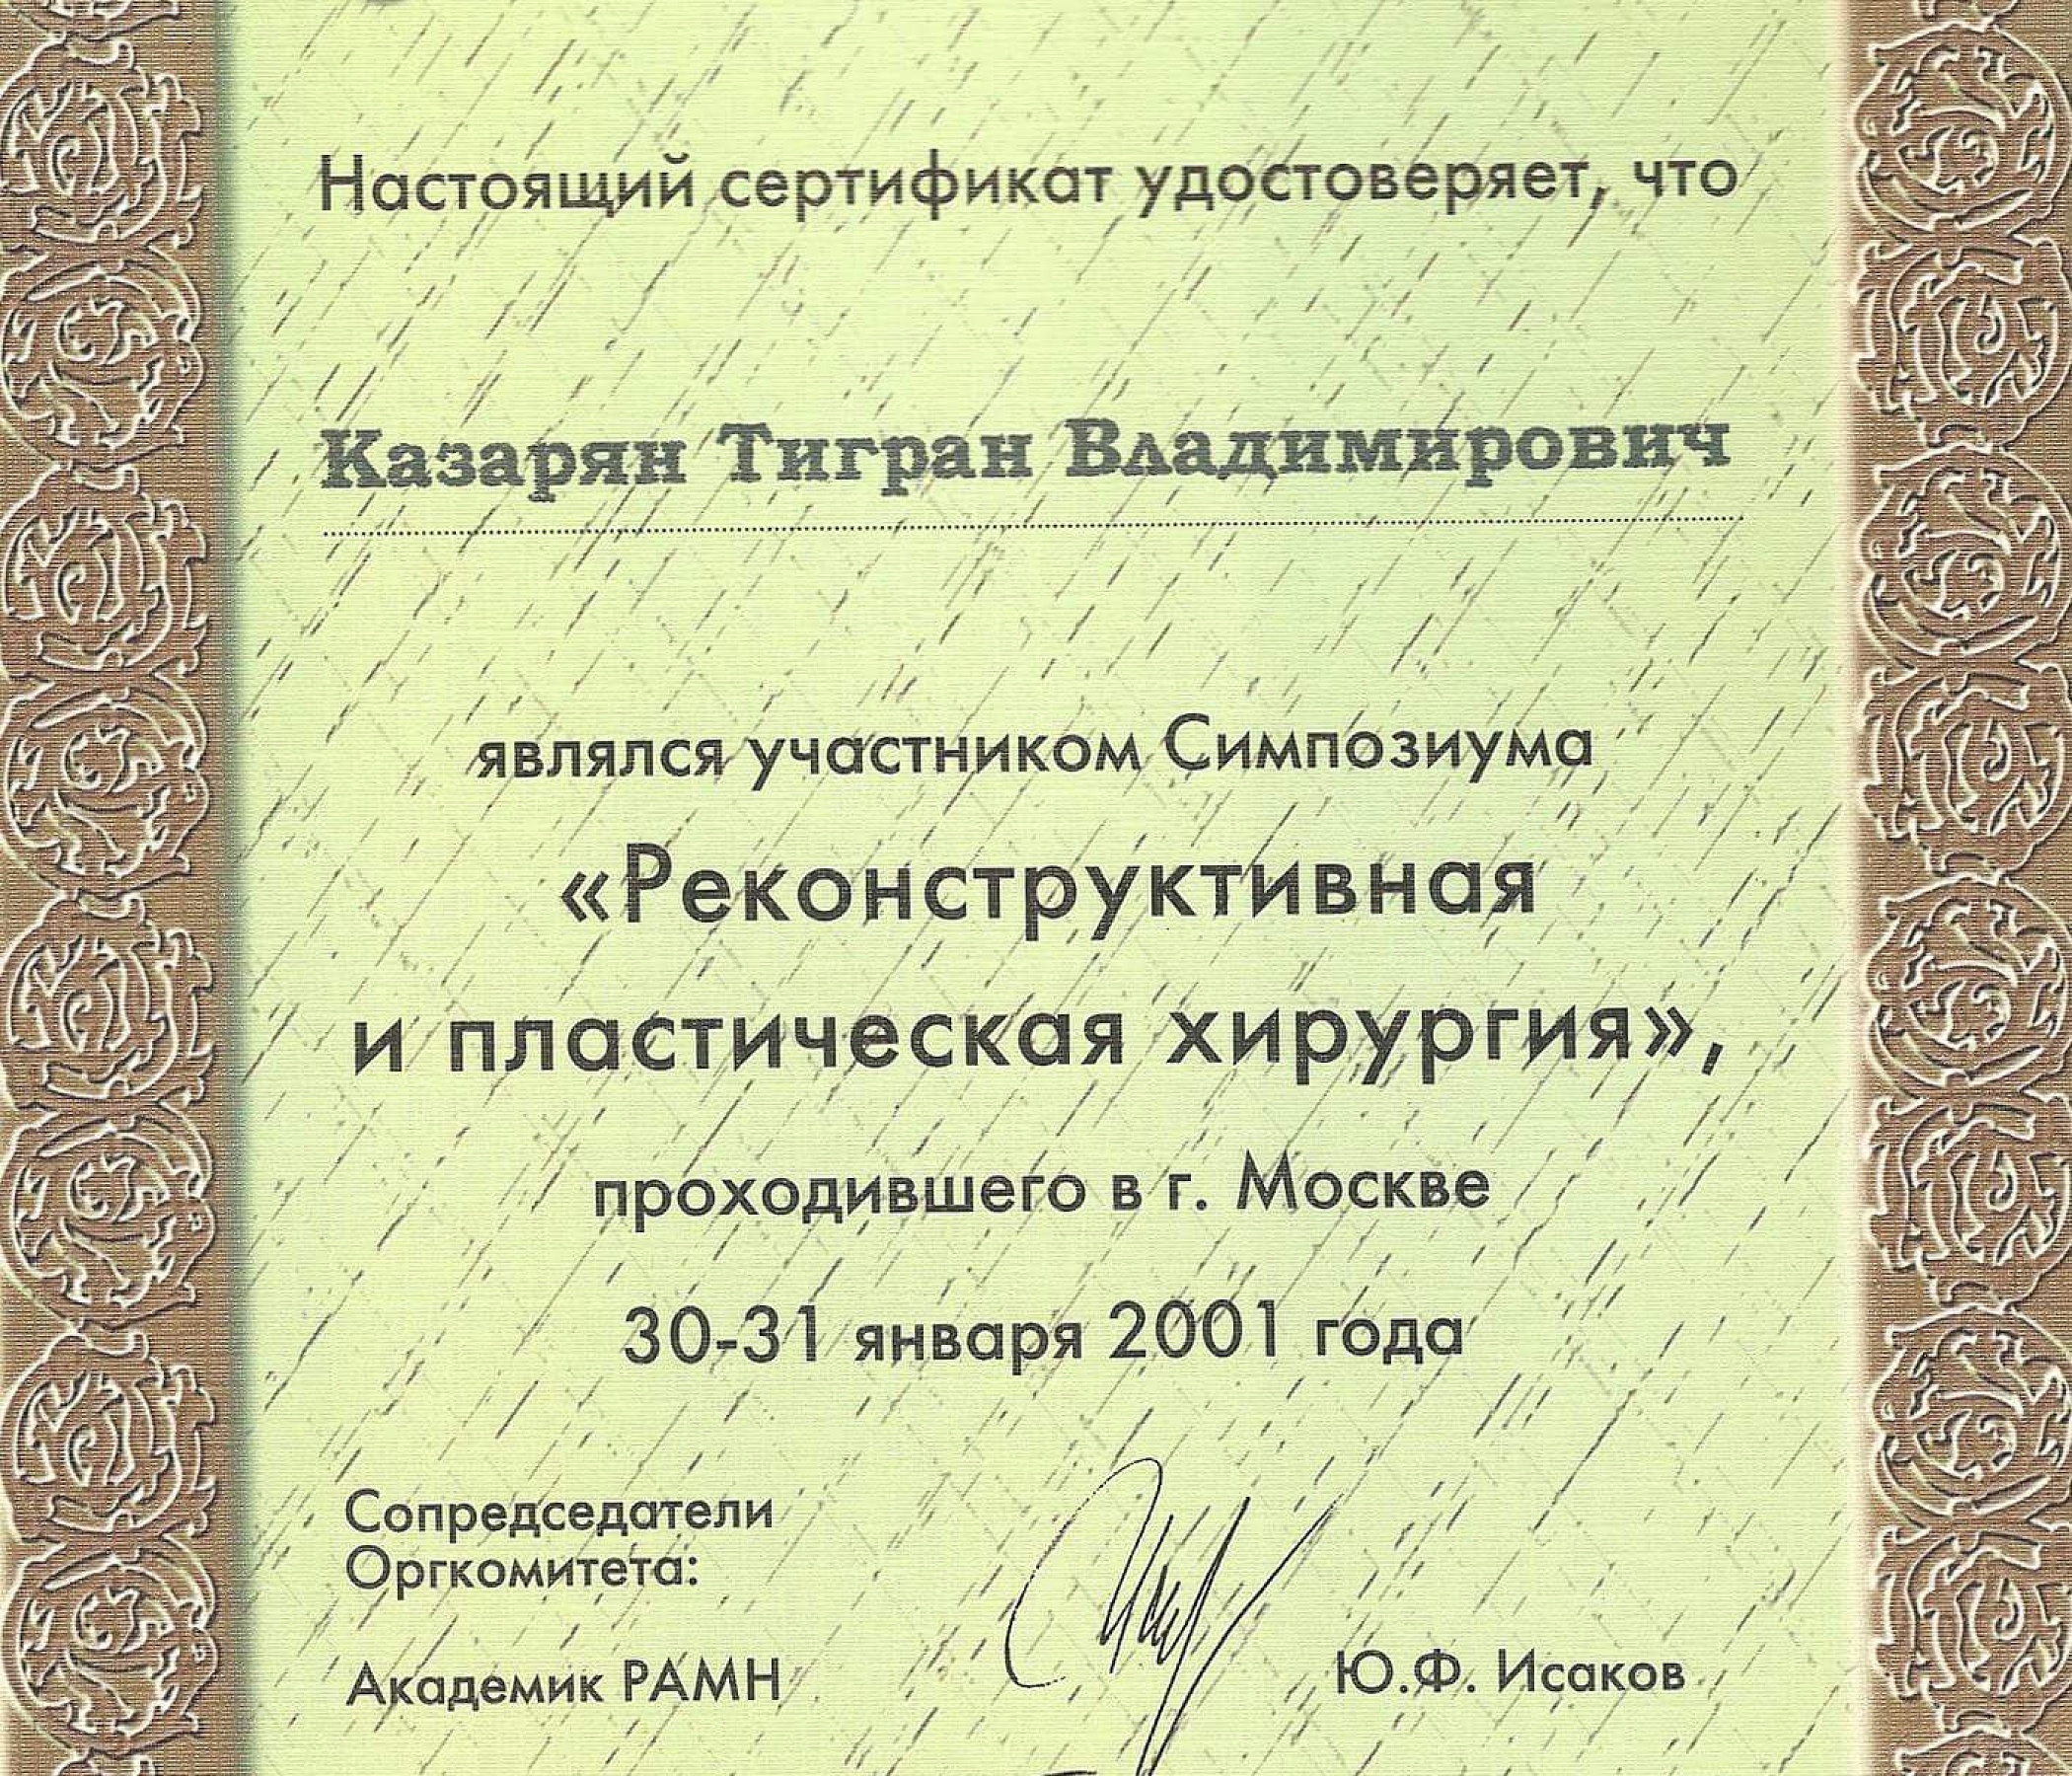 Настоящий сертификат удостоверяет, что
Казарян Тигран Владимирович
являлся участником Симпозиума
«Реконструктивная
и пластическая хирургия»,
проходившего в г. Москве
30-31 января 2001 года
Сопредседатели
Оргкомитета:
Академик РАМН Ю.Ф. Исаков